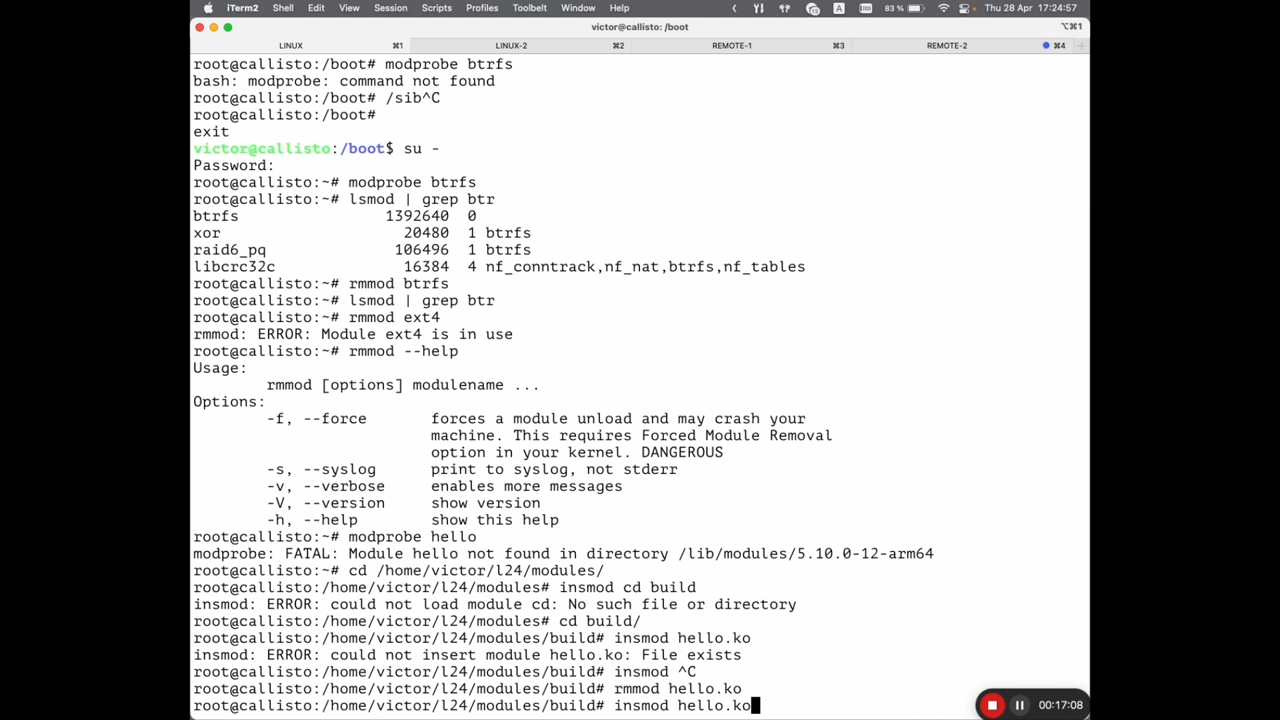 iTerm2 Shell Edit View Session Scripts Profiles Toolbelt Window Help A 83 % Thu 28 Apr 17:24:57
victor@callisto: /boot ⌥⌘1
LINUX ⌘1 LINUX-2 ⌘2 REMOTE-1 ⌘3 REMOTE-2 ⌘4 +
root@callisto:/boot# modprobe btrfs
bash: modprobe: command not found
root@callisto:/boot# /sib^C
root@callisto:/boot#
exit
victor@callisto:/boot$ su -
Password:
root@callisto:~# modprobe btrfs
root@callisto:~# lsmod | grep btr
btrfs 1392640 0
xor 20480 1 btrfs
raid6_pq 106496 1 btrfs
libcrc32c 16384 4 nf_conntrack,nf_nat,btrfs,nf_tables
root@callisto:~# rmmod btrfs
root@callisto:~# lsmod | grep btr
root@callisto:~# rmmod ext4
rmmod: ERROR: Module ext4 is in use
root@callisto:~# rmmod --help
Usage:
rmmod [options] modulename ...
Options:
-f, --force forces a module unload and may crash your
machine. This requires Forced Module Removal
option in your kernel. DANGEROUS
-s, --syslog print to syslog, not stderr
-v, --verbose enables more messages
-V, --version show version
-h, --help show this help
root@callisto:~# modprobe hello
modprobe: FATAL: Module hello not found in directory /lib/modules/5.10.0-12-arm64
root@callisto:~# cd /home/victor/l24/modules/
root@callisto:/home/victor/l24/modules# insmod cd build
insmod: ERROR: could not load module cd: No such file or directory
root@callisto:/home/victor/l24/modules# cd build/
root@callisto:/home/victor/l24/modules/build# insmod hello.ko
insmod: ERROR: could not insert module hello.ko: File exists
root@callisto:/home/victor/l24/modules/build# insmod ^C
root@callisto:/home/victor/l24/modules/build# rmmod hello.ko
root@callisto:/home/victor/l24/modules/build# insmod hello.ko
00:17:08